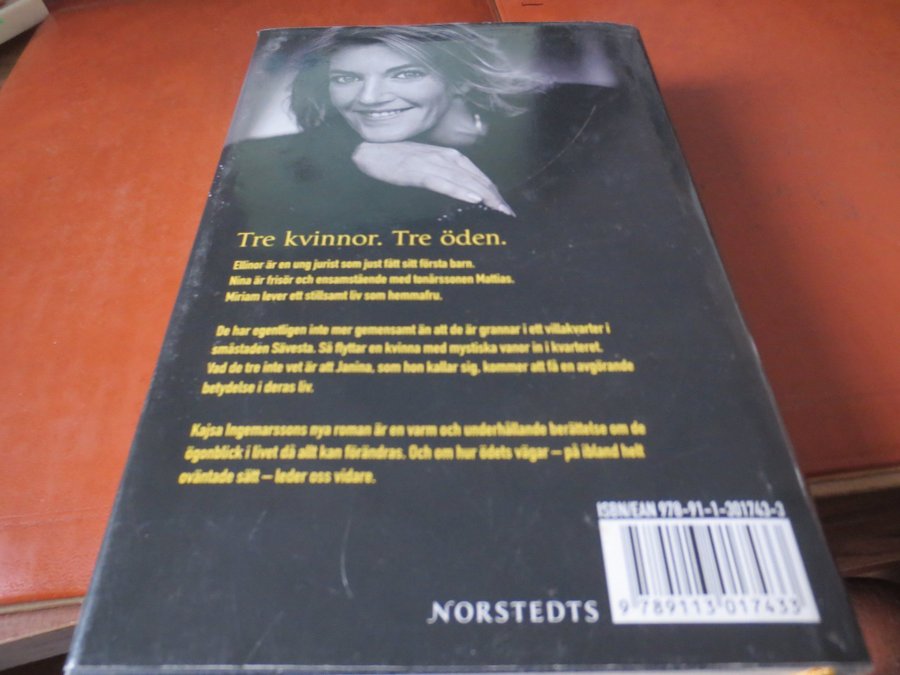 Tre kvinnor. Tre öden.
Ellinor är en ung jurist som just fått sitt första barn.
Nina är frisör och ensamstående med tonårssonen Mattias.
Miriam lever ett stillsamt liv som hemmafru.
De har egentligen inte mer gemensamt än att de är grannar i ett villakvarter i
småstaden Sävesta. Så flyttar en kvinna med mystiska vanor in i kvarteret.
Vad de tre inte vet är att Janina, som hon kallar sig, kommer att få en avgörande
betydelse i deras liv.
Kajsa Ingemarssons nya roman är en varm och underhållande berättelse om de
ögonblick i livet då allt kan förändras. Och om hur ödets vägar – på ibland helt
oväntade sätt – leder oss vidare.
ISBN/EAN 978-91-1-301743-3
NORSTEDTS
9 789113 017433